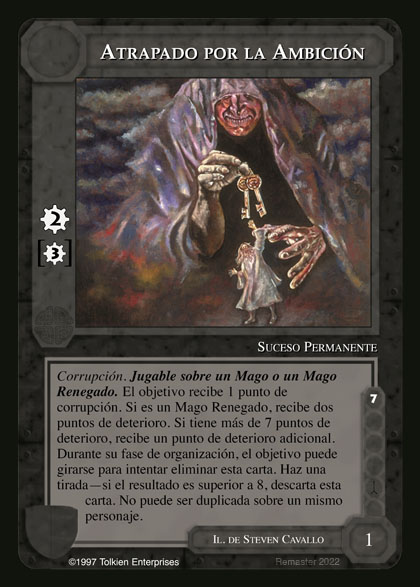 ATRAPADO POR LA AMBICIÓN
2
[3]
SUCESO PERMANENTE
Corrupción. Jugable sobre un Mago o un Mago
Renegado. El objetivo recibe 1 punto de
corrupción. Si es un Mago Renegado, recibe dos
puntos de deterioro. Si tiene más de 7 puntos de
deterioro, recibe un punto de deterioro adicional.
Durante su fase de organización, el objetivo puede
girarse para intentar eliminar esta carta. Haz una
tirada—si el resultado es superior a 8, descarta esta
carta. No puede ser duplicada sobre un mismo
personaje.
7
IL. DE STEVEN CAVALLO
1
©1997 Tolkien Enterprises
Remaster 2022